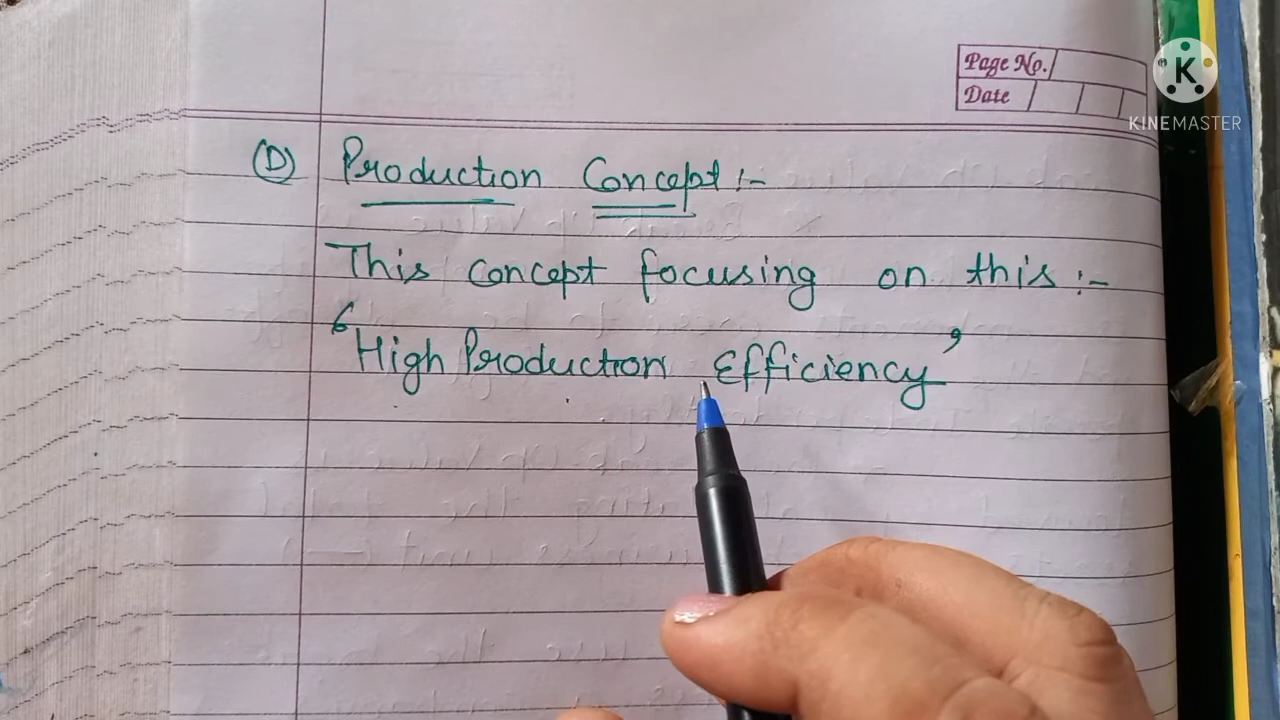 Page No.
Date
KINEMASTER
(D) Production Concept :-
This concept focusing on this :-
‘High Production Efficiency’